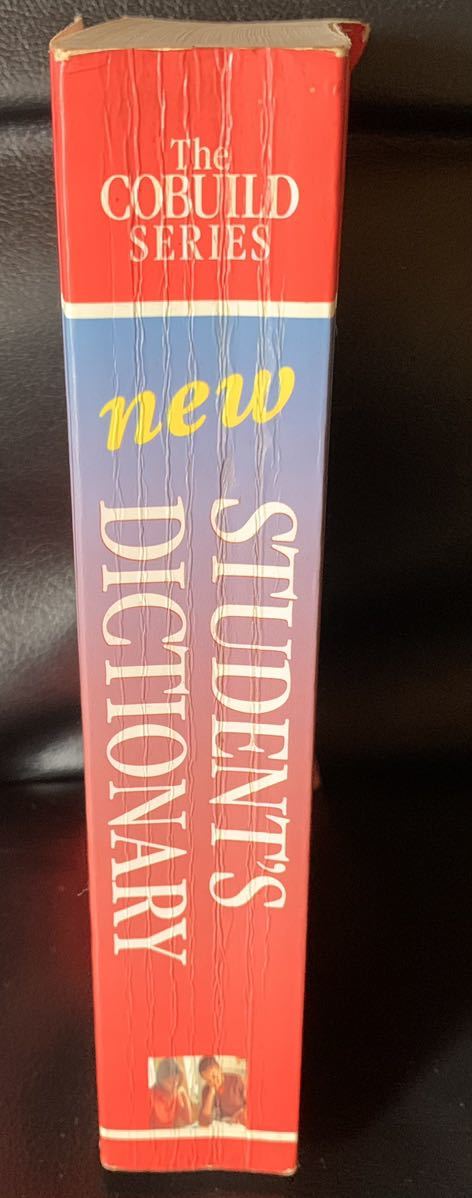 The
COBUILD
SERIES
new
STUDENT'S
DICTIONARY